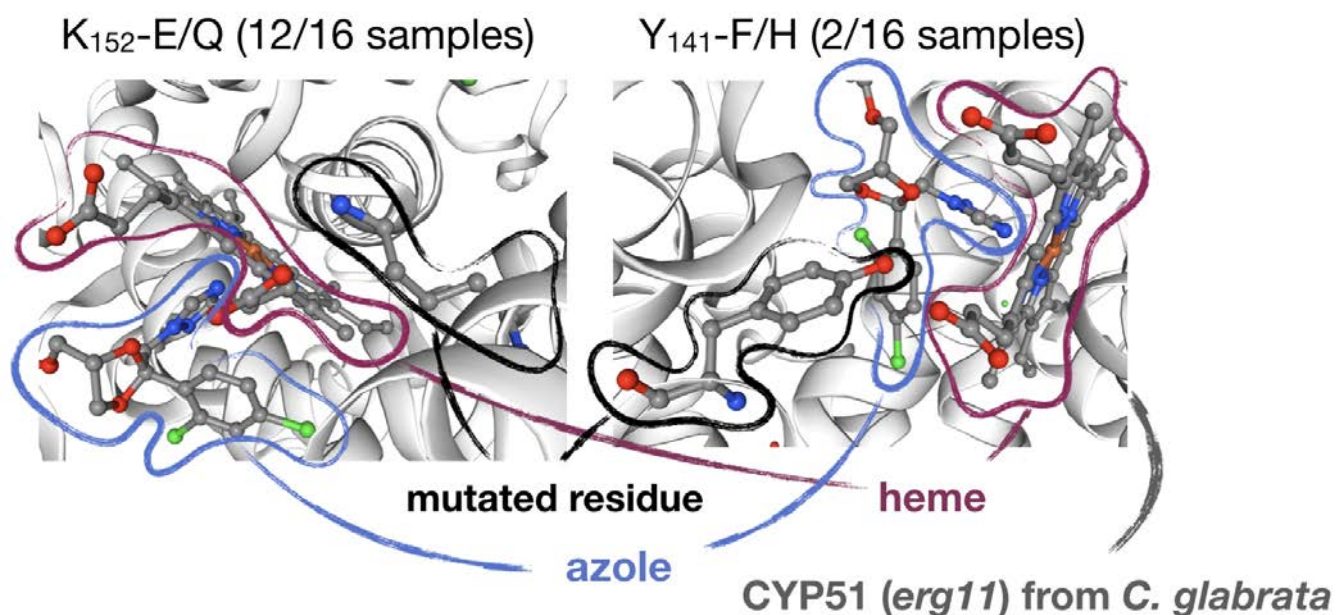 K₁₅₂-E/Q (12/16 samples)
Y₁₄₁-F/H (2/16 samples)
mutated residue
heme
azole
CYP51 (erg11) from C. glabrata